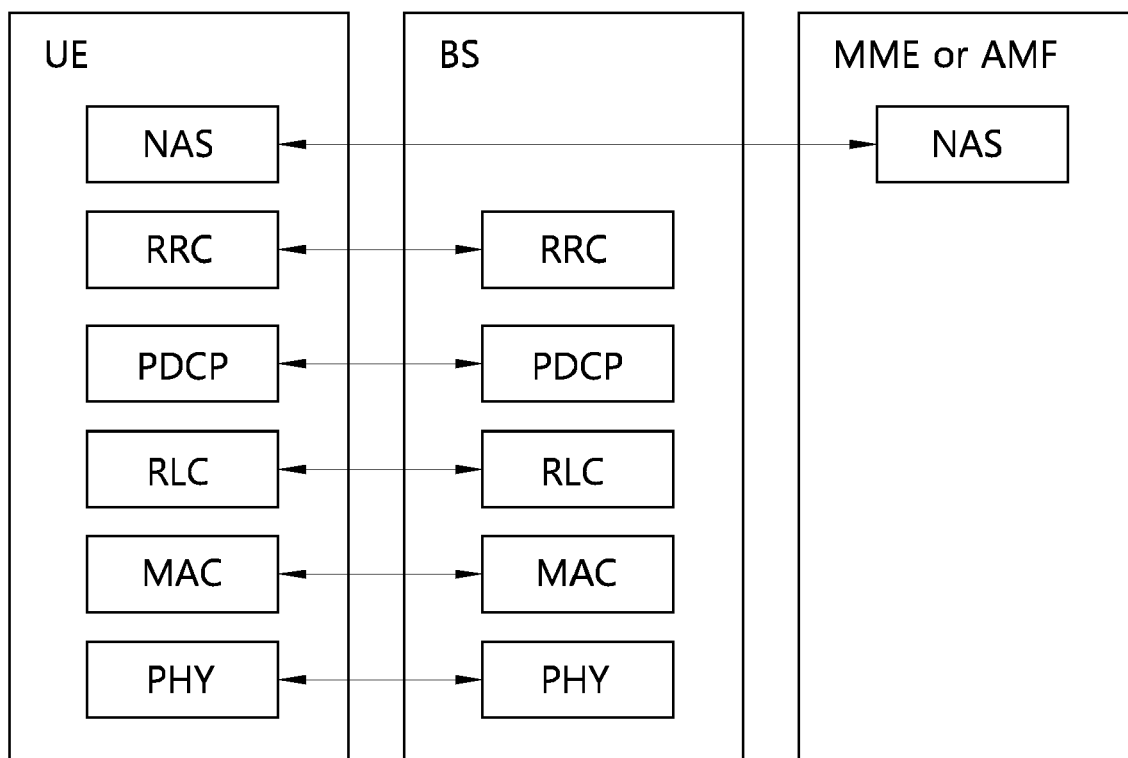 UE BS MME or AMF
NAS NAS
RRC RRC
PDCP PDCP
RLC RLC
MAC MAC
PHY PHY